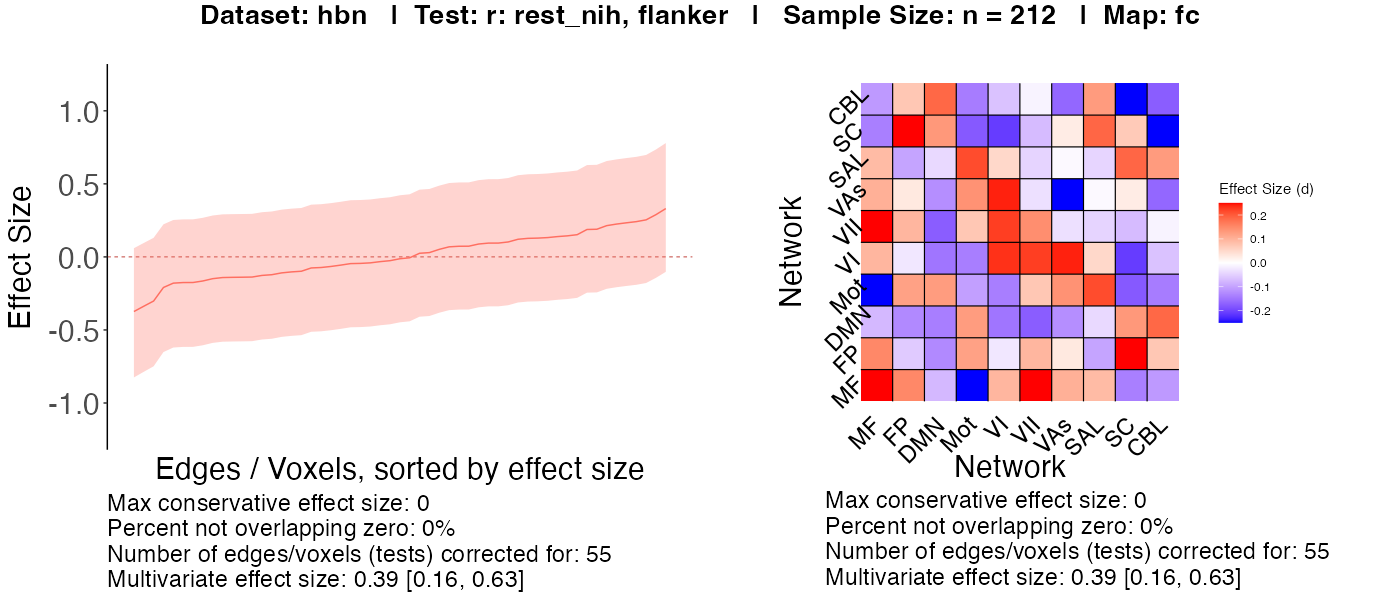 Dataset: hbn | Test: r: rest_nih, flanker | Sample Size: n = 212 | Map: fc
Effect Size
1.0
0.5
0.0
-0.5
-1.0
Edges / Voxels, sorted by effect size
Max conservative effect size: 0
Percent not overlapping zero: 0%
Number of edges/voxels (tests) corrected for: 55
Multivariate effect size: 0.39 [0.16, 0.63]
Network
CBL
SC
SAL
VAs
VII
VI
Mot
DMN
FP
MF
MF FP DMN Mot VI VII VAs SAL SC CBL
Network
Effect Size (d)
0.2
0.1
0.0
-0.1
-0.2
Max conservative effect size: 0
Percent not overlapping zero: 0%
Number of edges/voxels (tests) corrected for: 55
Multivariate effect size: 0.39 [0.16, 0.63]